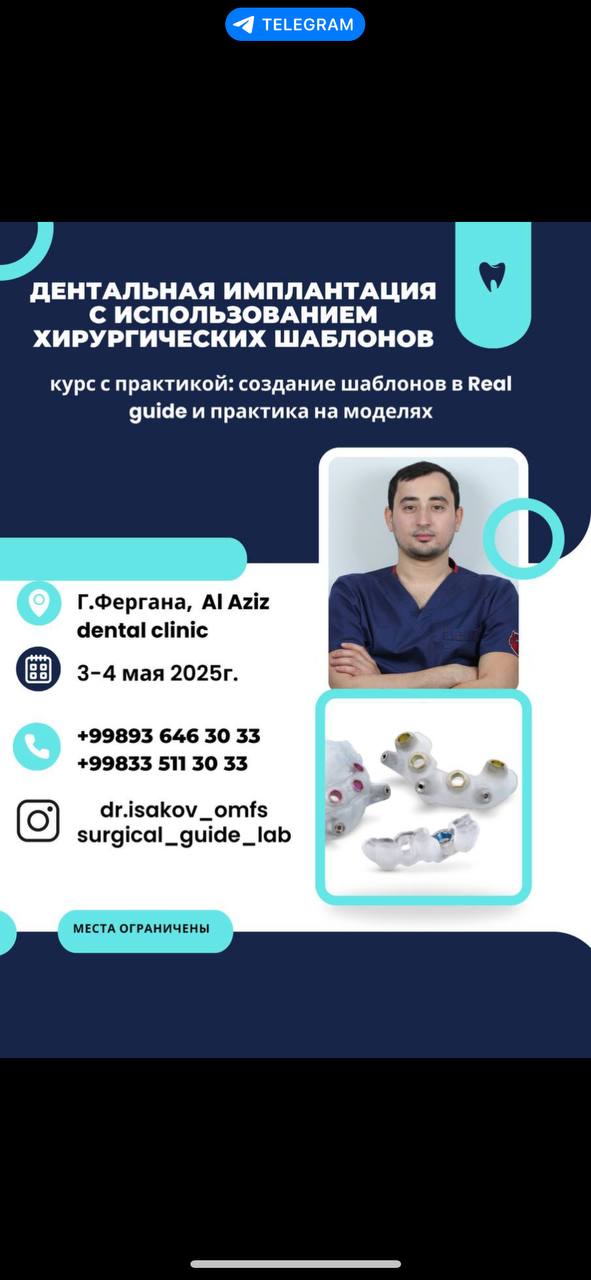 TELEGRAM
ДЕНТАЛЬНАЯ ИМПЛАНТАЦИЯ
С ИСПОЛЬЗОВАНИЕМ
ХИРУРГИЧЕСКИХ ШАБЛОНОВ
курс с практикой: создание шаблонов в Real
guide и практика на моделях
Г.Фергана, Al Aziz
dental clinic
3-4 мая 2025г.
+99893 646 30 33
+99833 511 30 33
dr.isakov_omfs
surgical_guide_lab
МЕСТА ОГРАНИЧЕНЫ